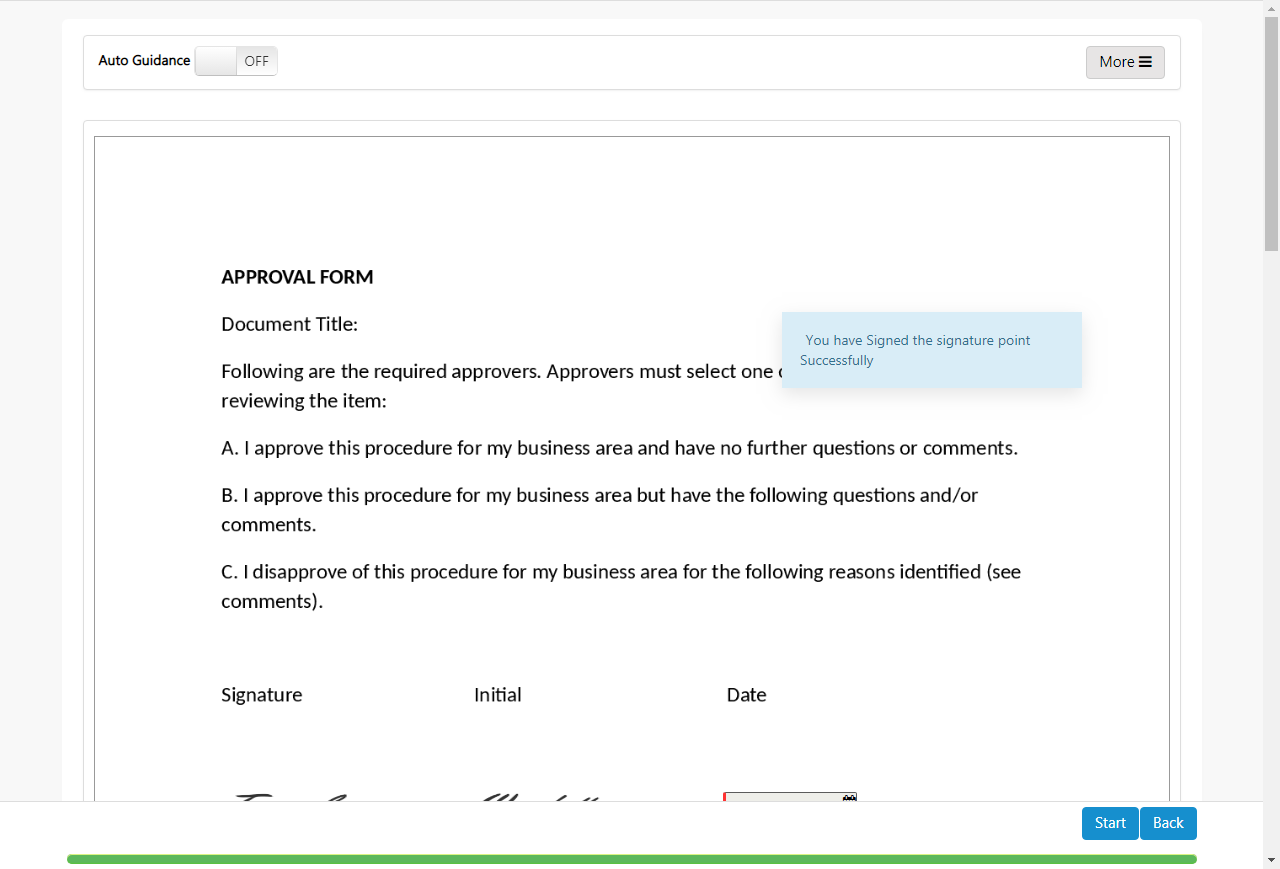 Auto Guidance OFF More
APPROVAL FORM
Document Title:
You have Signed the signature point
Successfully
Following are the required approvers. Approvers must select one
reviewing the item:
A. I approve this procedure for my business area and have no further questions or comments.
B. I approve this procedure for my business area but have the following questions and/or
comments.
C. I disapprove of this procedure for my business area for the following reasons identified (see
comments).
Signature Initial Date
Start Back